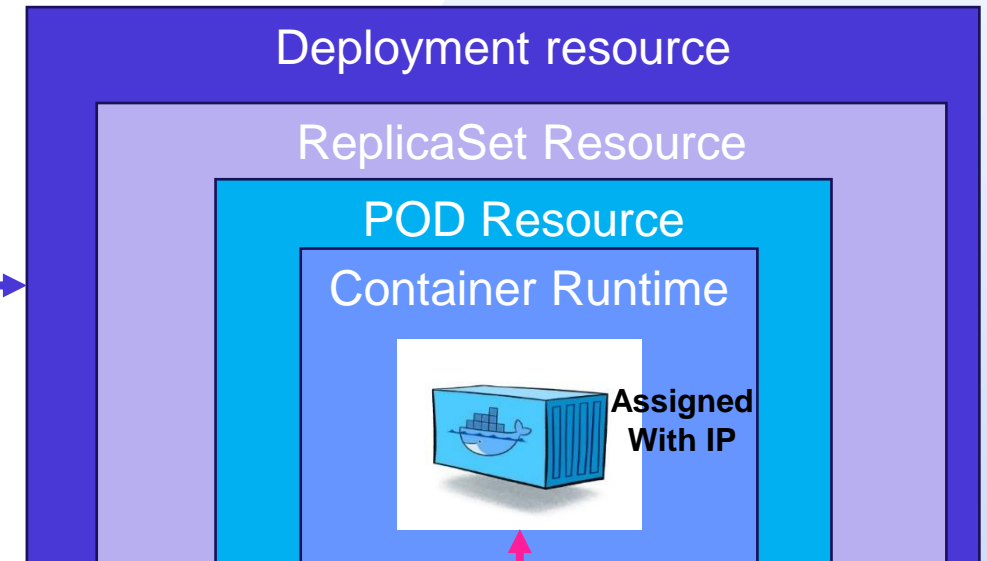 Deployment resource
ReplicaSet Resource
POD Resource
Container Runtime
Assigned
With IP